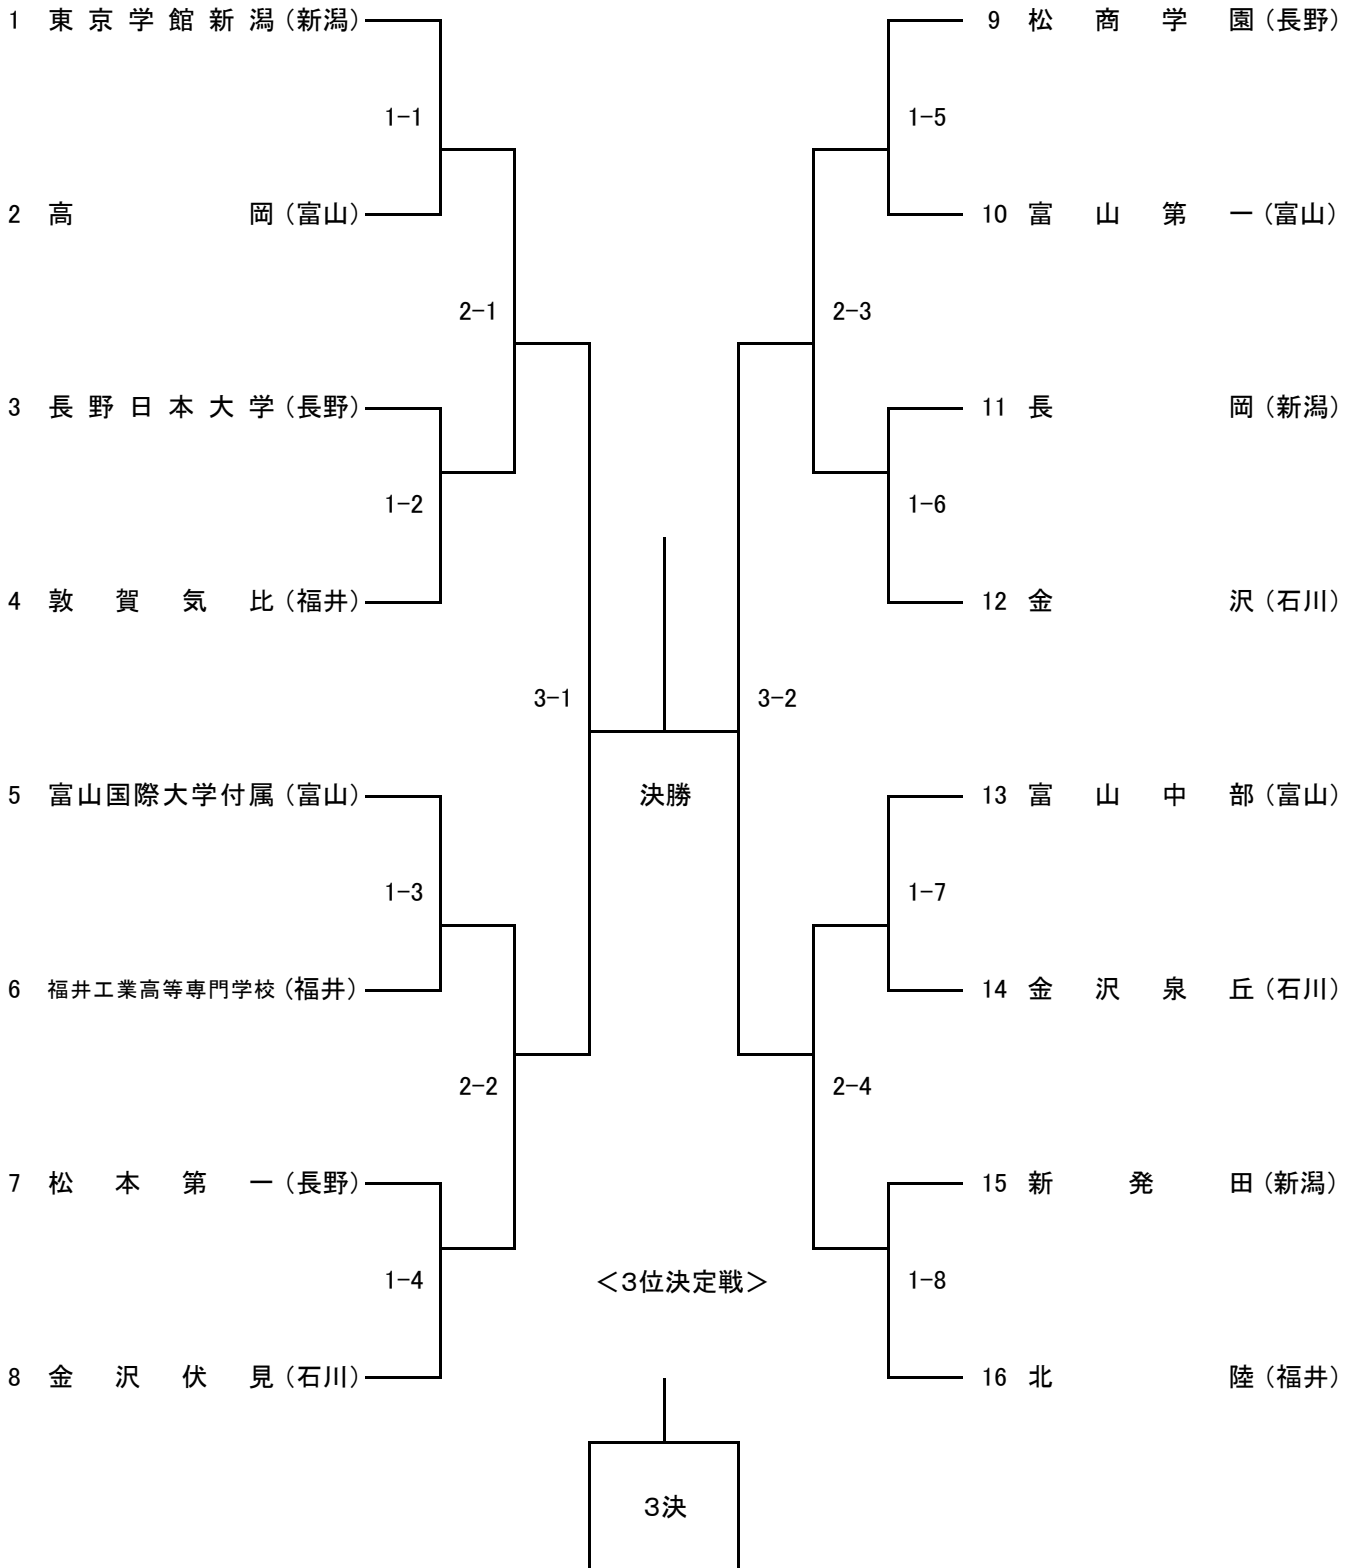 1 東京学館新潟（新潟）
1-1
2 高岡（富山）
2-1
3 長野日本大学（長野）
1-2
4 敦賀気比（福井）
3-1
5 富山国際大学付属（富山）
1-3
6 福井工業高等専門学校（福井）
2-2
7 松本第一（長野）
1-4
8 金沢伏見（石川）
決勝
＜３位決定戦＞
３決
9 松商学園（長野）
1-5
10 富山第一（富山）
2-3
11 長岡（新潟）
1-6
12 金沢（石川）
3-2
13 富山中部（富山）
1-7
14 金沢泉丘（石川）
2-4
15 新発田（新潟）
1-8
16 北陸（福井）